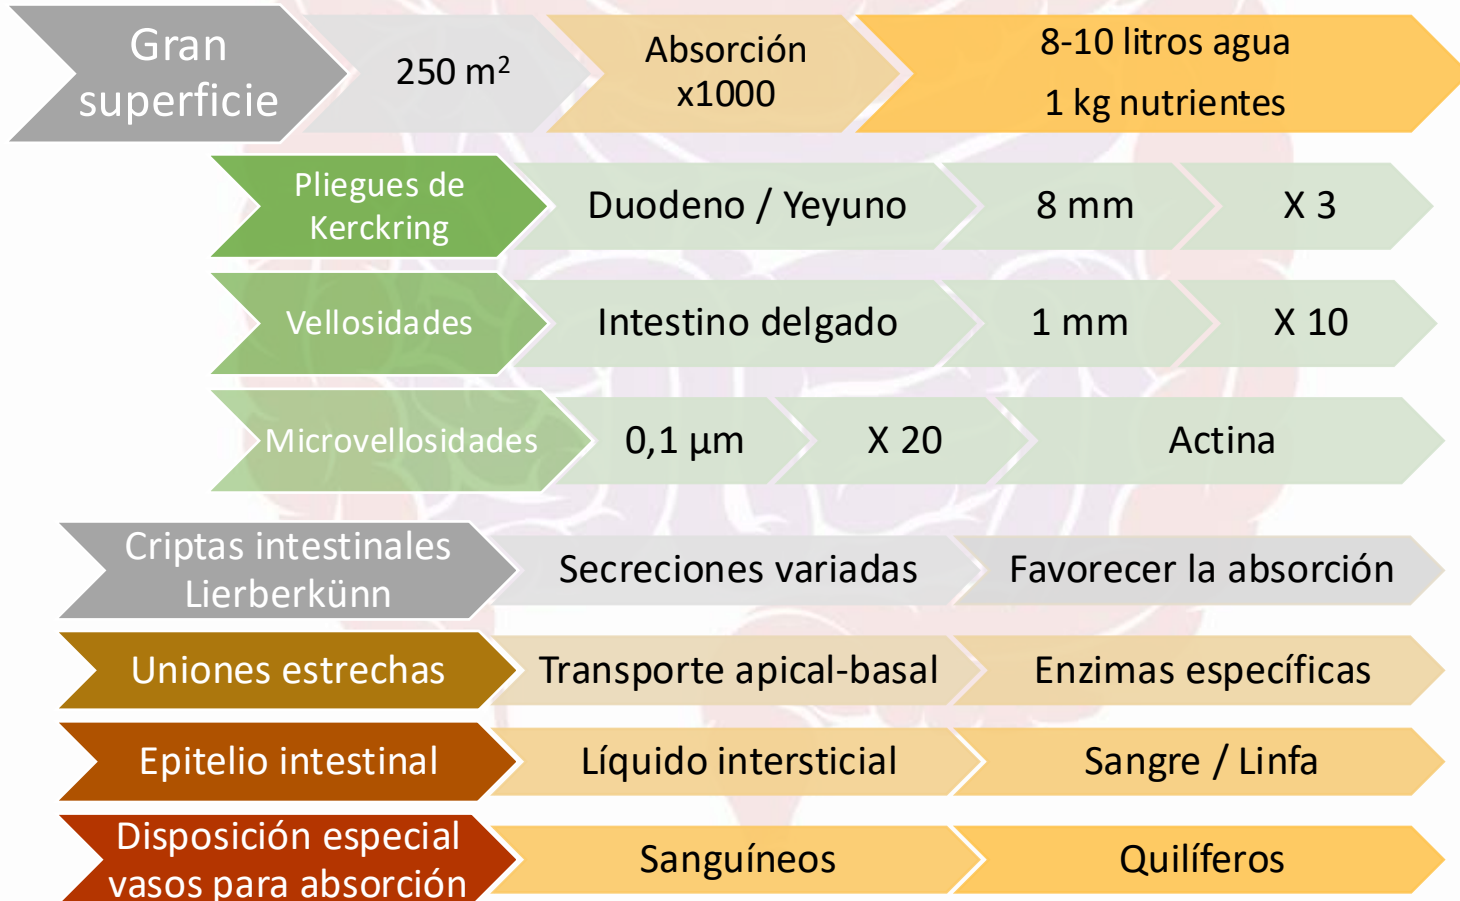 Gran
superficie
250 m²
Absorción
x1000
8-10 litros agua
1 kg nutrientes
Pliegues de
Kerckring
Duodeno / Yeyuno
8 mm
X 3
Vellosidades
Intestino delgado
1 mm
X 10
Microvellosidades
0,1 µm
X 20
Actina
Criptas intestinales
Lierberkünn
Secreciones variadas
Favorecer la absorción
Uniones estrechas
Transporte apical-basal
Enzimas específicas
Epitelio intestinal
Líquido intersticial
Sangre / Linfa
Disposición especial
vasos para absorción
Sanguíneos
Quilíferos